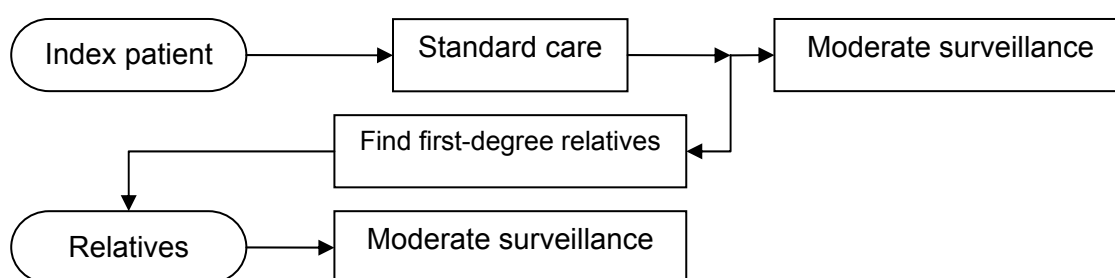 Index patient
Standard care
Moderate surveillance
Find first-degree relatives
Relatives
Moderate surveillance